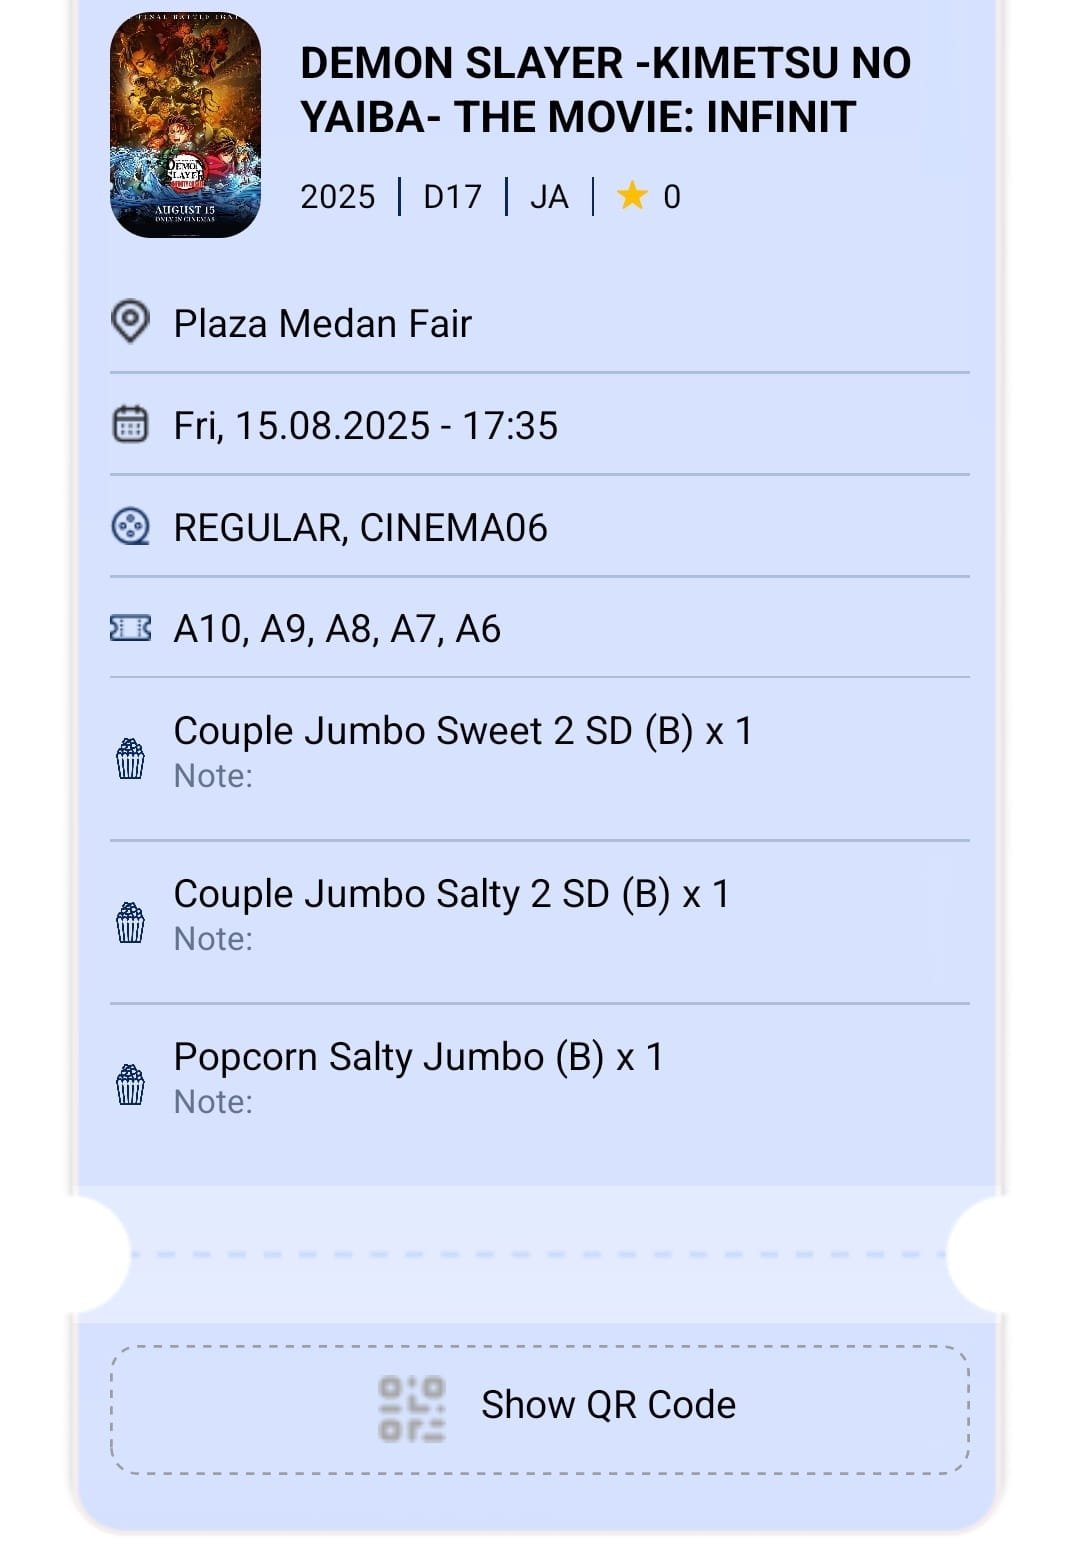 FINAL BATTLE
DEMON
SLAYER
AUGUST 15
ONLY IN CINEMAS
DEMON SLAYER -KIMETSU NO
YAIBA- THE MOVIE: INFINIT
2025 | D17 | JA | ★ 0
Plaza Medan Fair
Fri, 15.08.2025 - 17:35
REGULAR, CINEMA06
A10, A9, A8, A7, A6
Couple Jumbo Sweet 2 SD (B) x 1
Note:
Couple Jumbo Salty 2 SD (B) x 1
Note:
Popcorn Salty Jumbo (B) x 1
Note:
Show QR Code